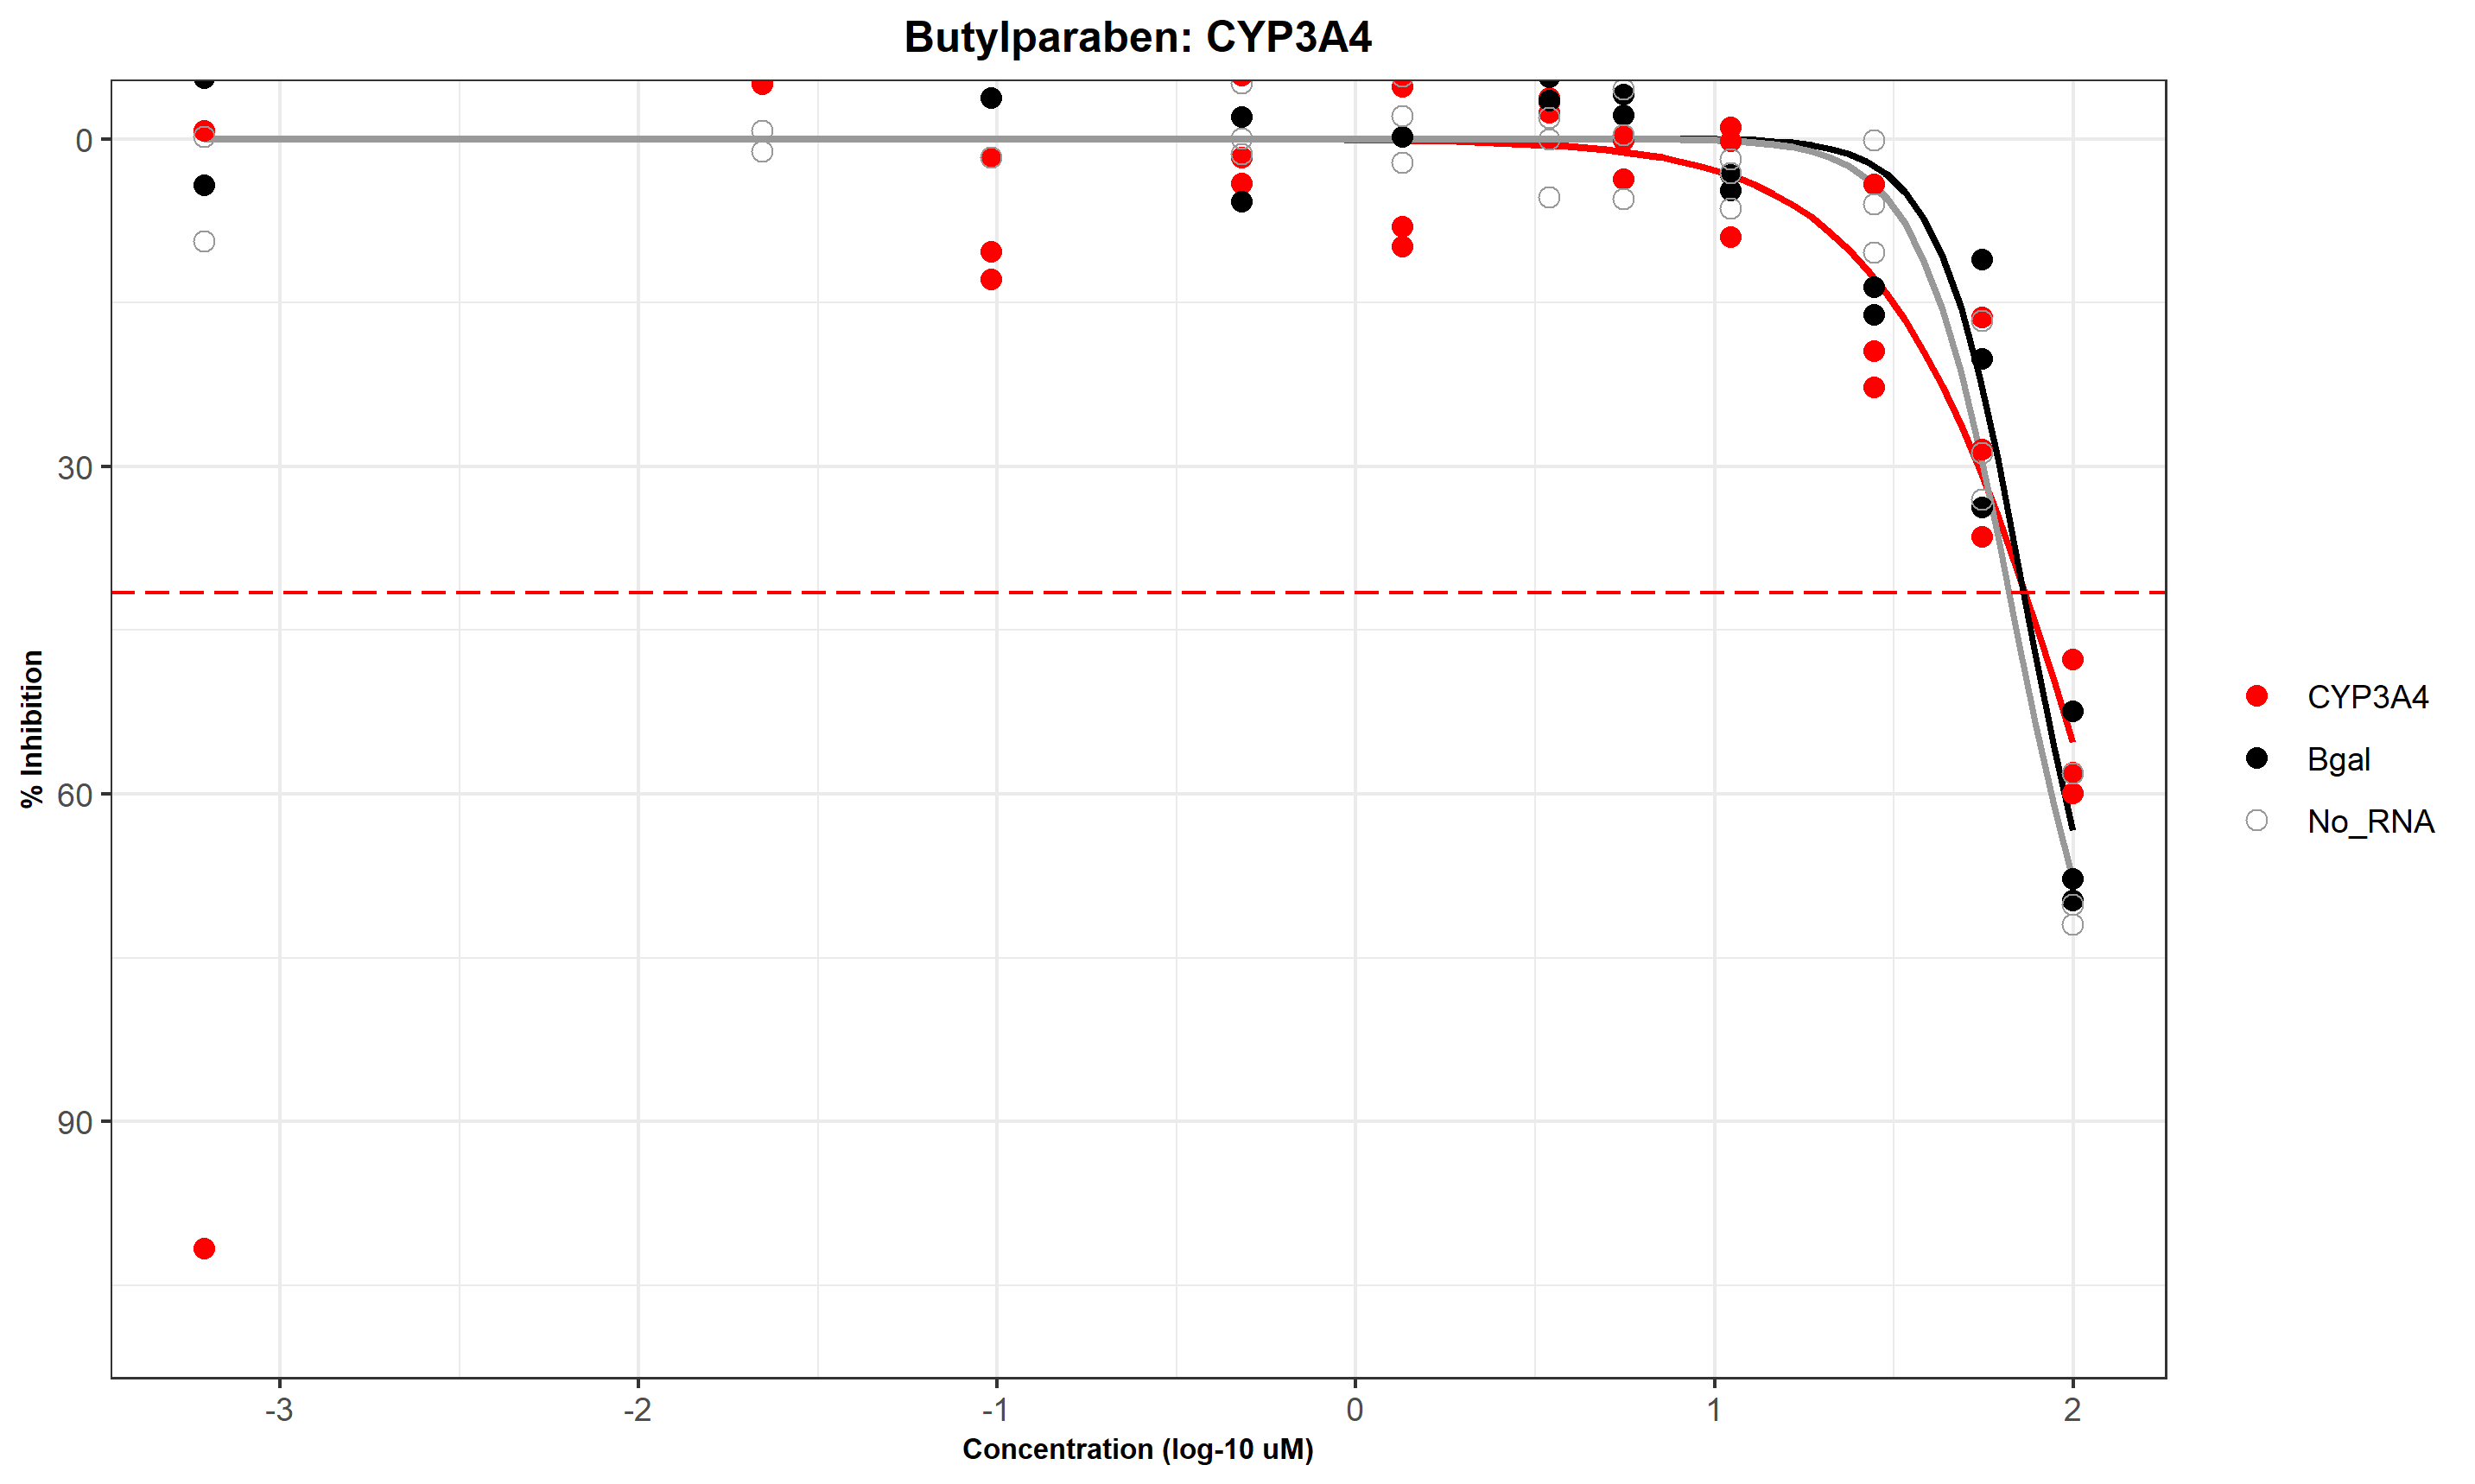 Butylparaben: CYP3A4
0
30
60
90
% Inhibition
-3
-2
-1
0
1
2
Concentration (log-10 uM)
CYP3A4
Bgal
No_RNA